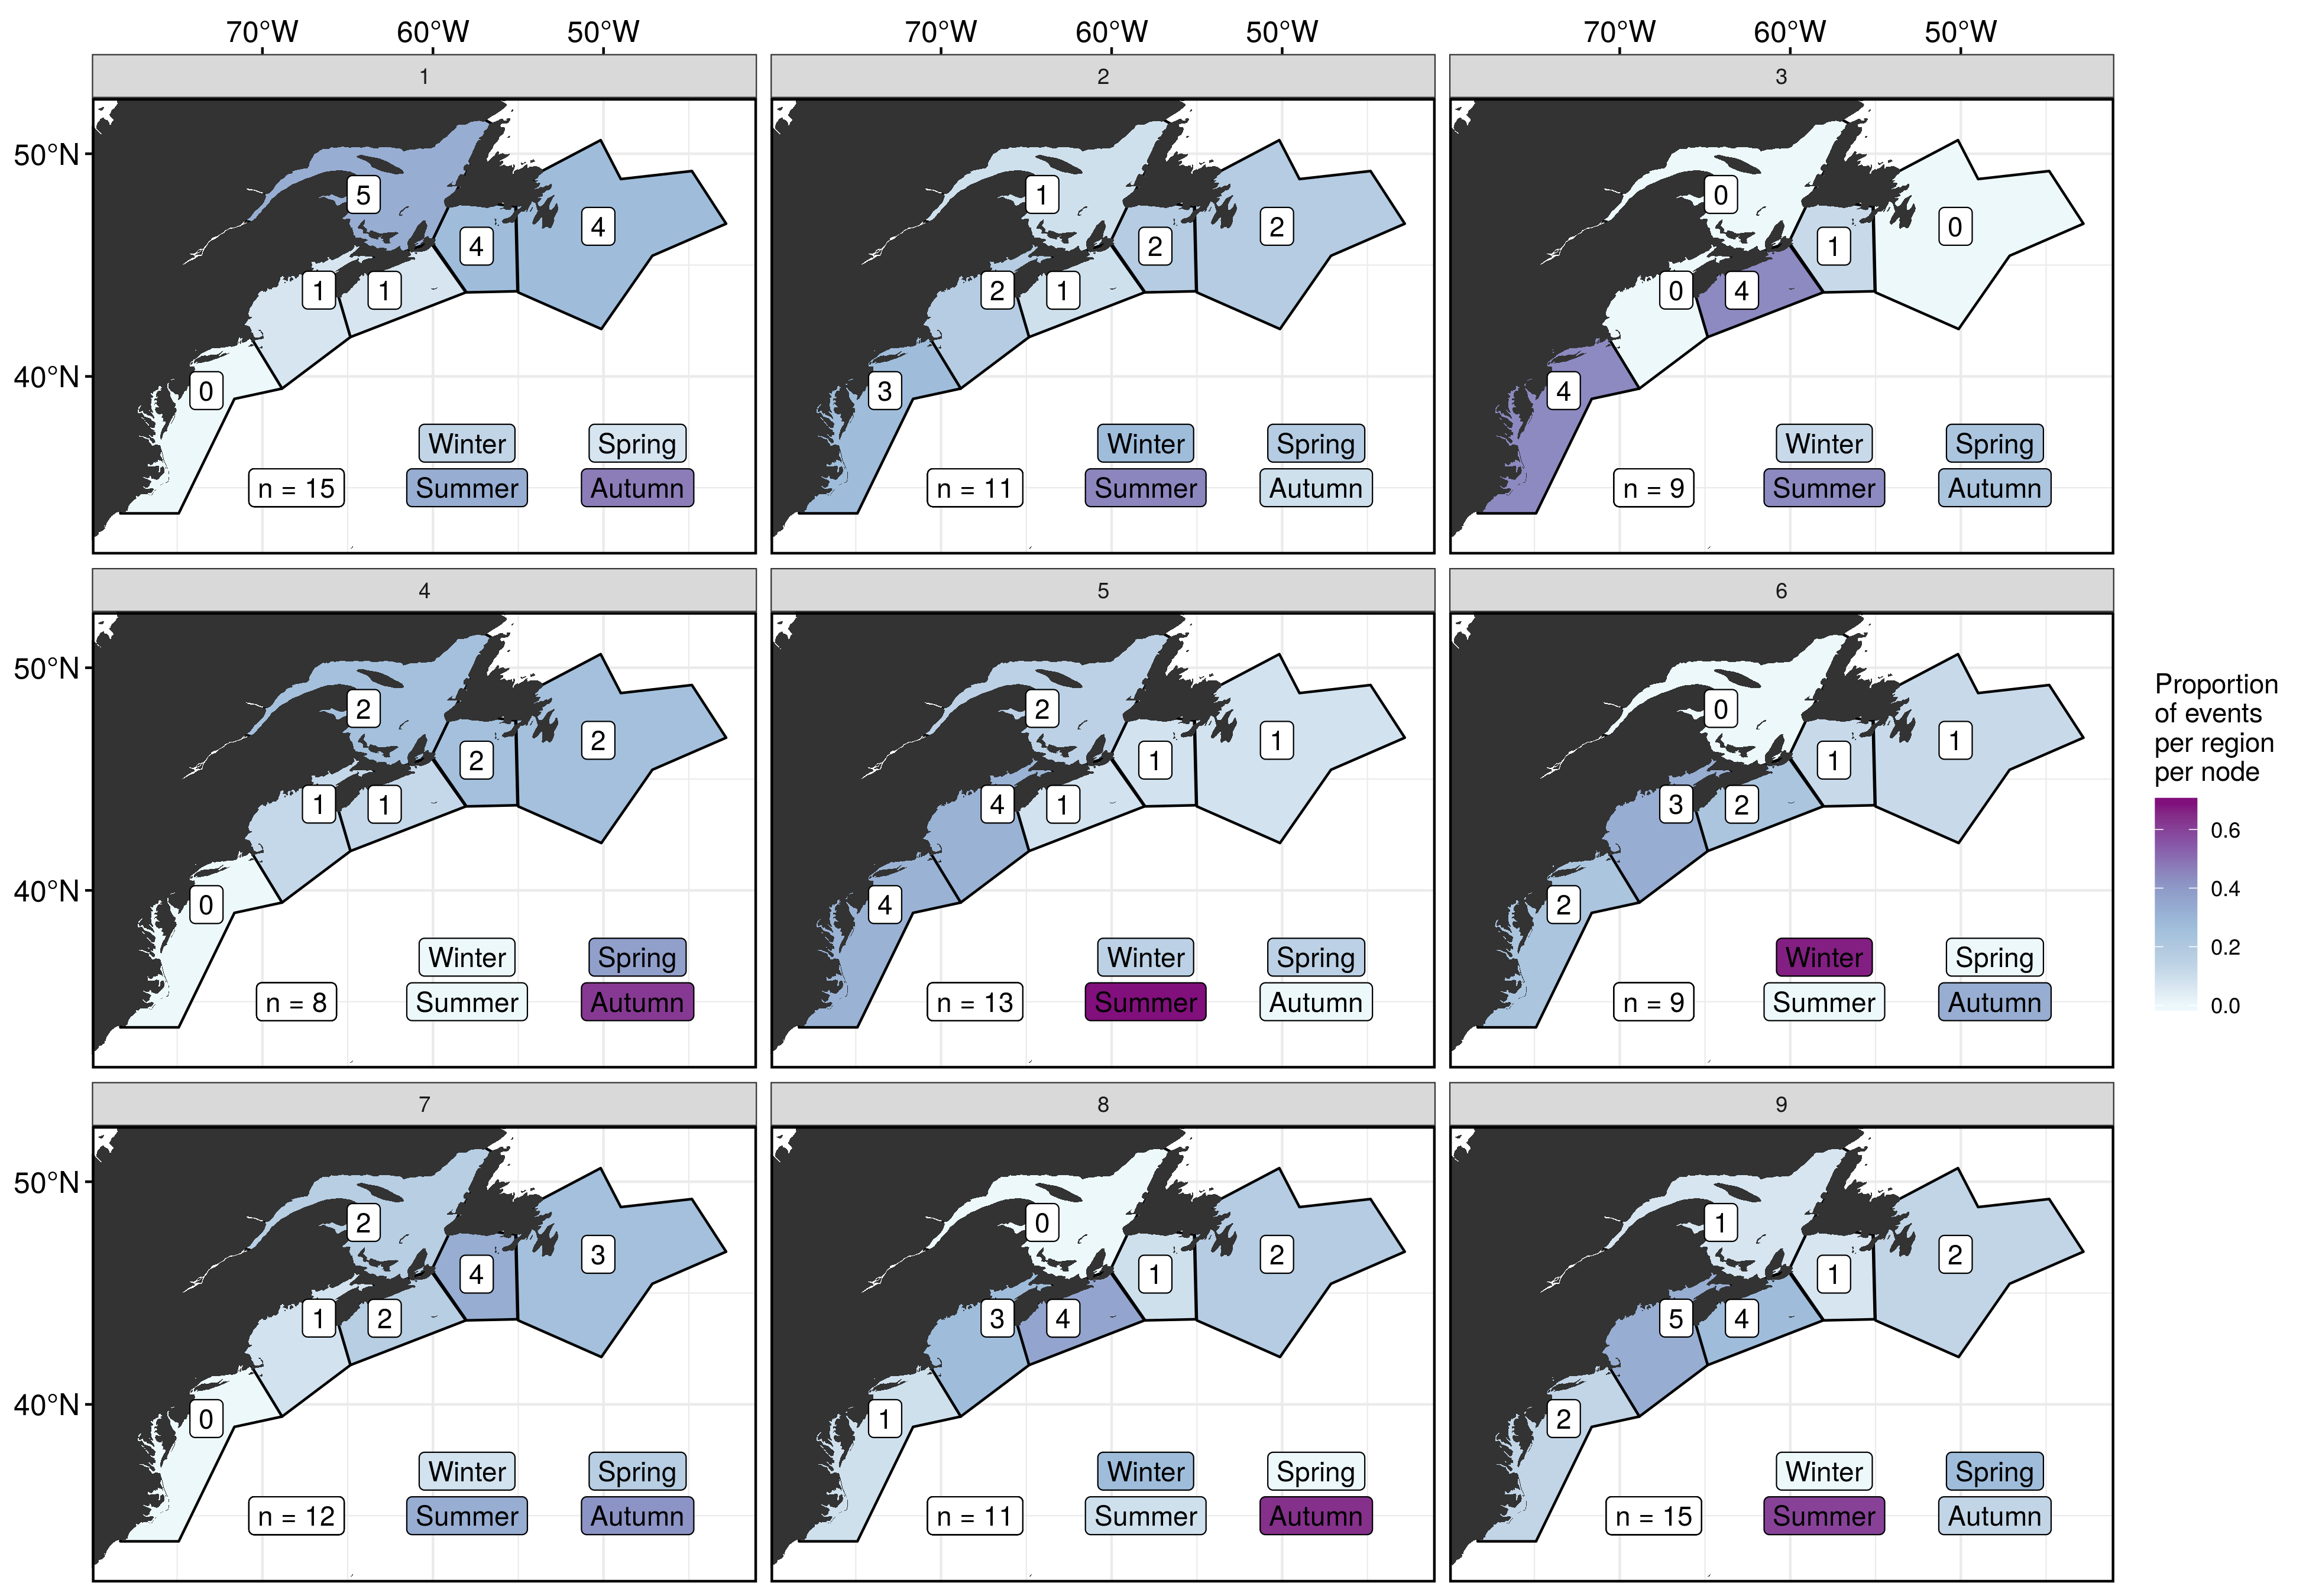 70°W 60°W 50°W 70°W 60°W 50°W 70°W 60°W 50°W
1 2 3
50°N
5 4 4 1 2 2 0 1 0
1 1 2 1 0 4
40°N
0 3 4
Winter Spring Winter Spring Winter Spring
n = 15 Summer Autumn n = 11 Summer Autumn n = 9 Summer Autumn
4 5 6
50°N
2 2 2 2 1 1 0 1 1
1 1 4 1 3 2
40°N
0 4 2
Winter Spring Winter Spring Winter Spring
n = 8 Summer Autumn n = 13 Summer Autumn n = 9 Summer Autumn
Proportion
of events
per region
per node
0.6
0.4
0.2
0.0
7 8 9
50°N
2 4 3 0 1 2 1 1 2
1 2 3 4 5 4
40°N
0 1 2
Winter Spring Winter Spring Winter Spring
n = 12 Summer Autumn n = 11 Summer Autumn n = 15 Summer Autumn